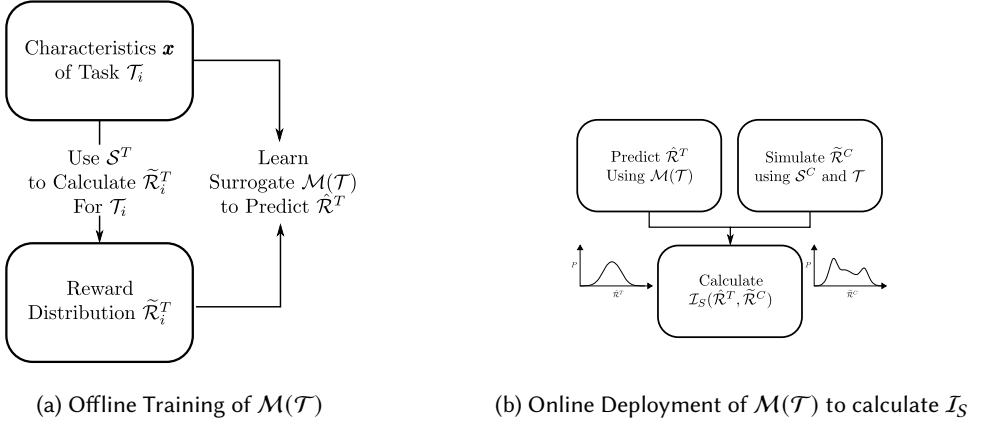 Characteristics 𝒙
of Task 𝒯ᵢ
Use 𝒮ᵀ
to Calculate ℛ̃ᵢᵀ
For 𝒯ᵢ
Learn
Surrogate ℳ(𝒯)
to Predict ℛ̂ᵀ
Reward
Distribution ℛ̃ᵢᵀ
(a) Offline Training of ℳ(𝒯)
Predict ℛ̂ᵀ
Using ℳ(𝒯)
Simulate ℛ̃ᶜ
using 𝒮ᶜ and 𝒯
P
ℛ̂ᵀ
Calculate
ℐ_S(ℛ̂ᵀ, ℛ̃ᶜ)
P
ℛ̃ᶜ
(b) Online Deployment of ℳ(𝒯) to calculate ℐ_S